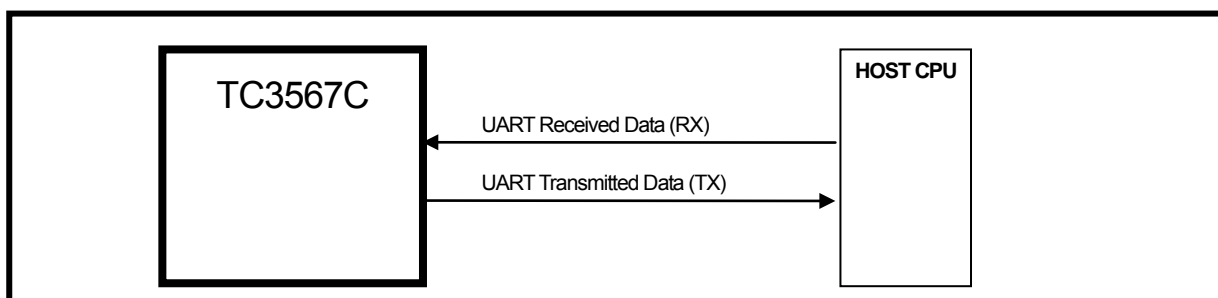 TC3567C
HOST CPU
UART Received Data (RX)
UART Transmitted Data (TX)